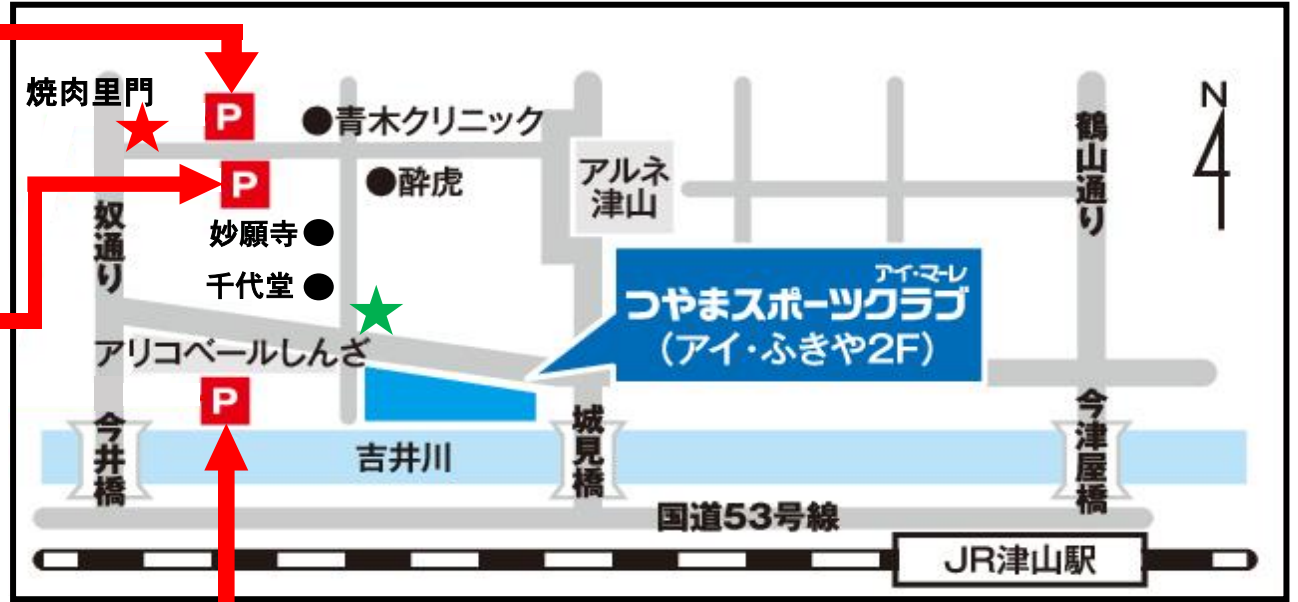 焼肉里門
P
●青木クリニック
N
鶴山通り
P
●酔虎
アルネ
津山
奴通り
妙願寺●
千代堂●
アイ・マーレ
つやまスポーツクラブ
(アイ・ふきや2F)
アリコベールしんざ
P
今井橋
吉井川
城見橋
今津屋橋
国道53号線
JR津山駅